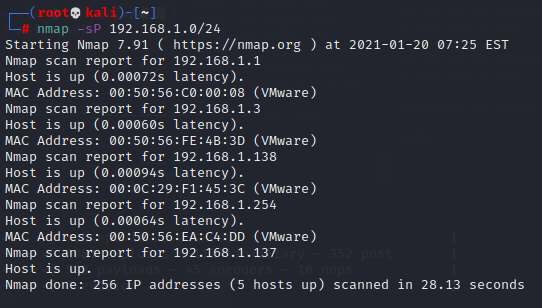 (root💀kali)-[~]
# nmap -sP 192.168.1.0/24
Starting Nmap 7.91 ( https://nmap.org ) at 2021-01-20 07:25 EST
Nmap scan report for 192.168.1.1
Host is up (0.00072s latency).
MAC Address: 00:50:56:C0:00:08 (VMware)
Nmap scan report for 192.168.1.3
Host is up (0.00060s latency).
MAC Address: 00:50:56:FE:4B:3D (VMware)
Nmap scan report for 192.168.1.138
Host is up (0.00094s latency).
MAC Address: 00:0C:29:F1:45:3C (VMware)
Nmap scan report for 192.168.1.254
Host is up (0.00064s latency).
MAC Address: 00:50:56:EA:C4:DD (VMware)
Nmap scan report for 192.168.1.137
Host is up.
Nmap done: 256 IP addresses (5 hosts up) scanned in 28.13 seconds